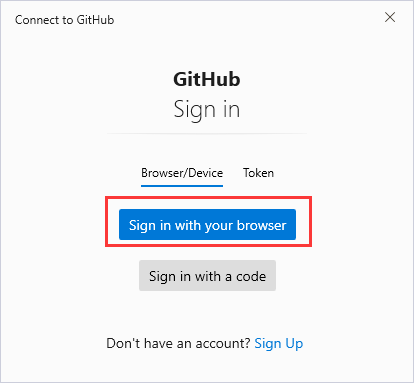 Connect to GitHub
GitHub
Sign in
Browser/Device Token
Sign in with your browser
Sign in with a code
Don't have an account? Sign Up